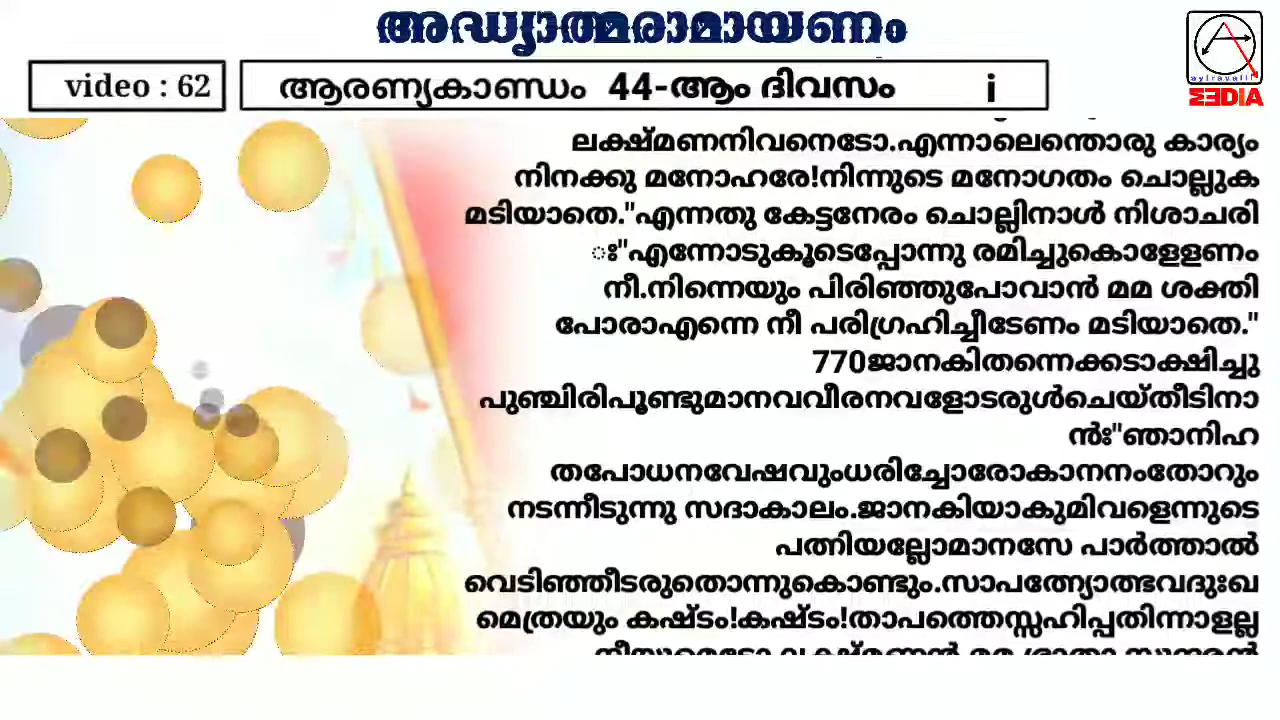 അദ്ധ്യാത്മരാമായണം
video : 62
ആരണ്യകാണ്ഡം 44-ആം ദിവസം i
aylravalli
MEDIA
ലക്ഷ്മണനിവനെടോ.എന്നാലെന്തൊരു കാര്യം
നിനക്കു മനോഹരേ!നിന്നുടെ മനോഗതം ചൊല്ലുക
മടിയാതെ."എന്നതു കേട്ടനേരം ചൊല്ലിനാൾ നിശാചരി
ഃ"എന്നോടുകൂടെപ്പോന്നു രമിച്ചുകൊളേളണം
നീ.നിന്നെയും പിരിഞ്ഞുപോവാൻ മമ ശക്തി
പോരാഎന്നെ നീ പരിഗ്രഹിച്ചീടേണം മടിയാതെ."
770ജാനകിതന്നെക്കടാക്ഷിച്ചു
പുഞ്ചിരിപൂണ്ടുമാനവവീരനവളോടരുൾചെയ്തീടിനാ
ൻഃ"ഞാനിഹ
തപോധനവേഷവുംധരിച്ചോരോകാനനംതോറും
നടന്നീടുന്നു സദാകാലം.ജാനകിയാകുമിവളെന്നുടെ
പത്നിയല്ലോമാനസേ പാർത്താൽ
വെടിഞ്ഞീടരുതൊന്നുകൊണ്ടും.സാപത്ന്യോത്ഭവദുഃഖ
മെത്രയും കഷ്ടം!കഷ്ടം!താപത്തെസ്സഹിപ്പതിന്നാളല്ല